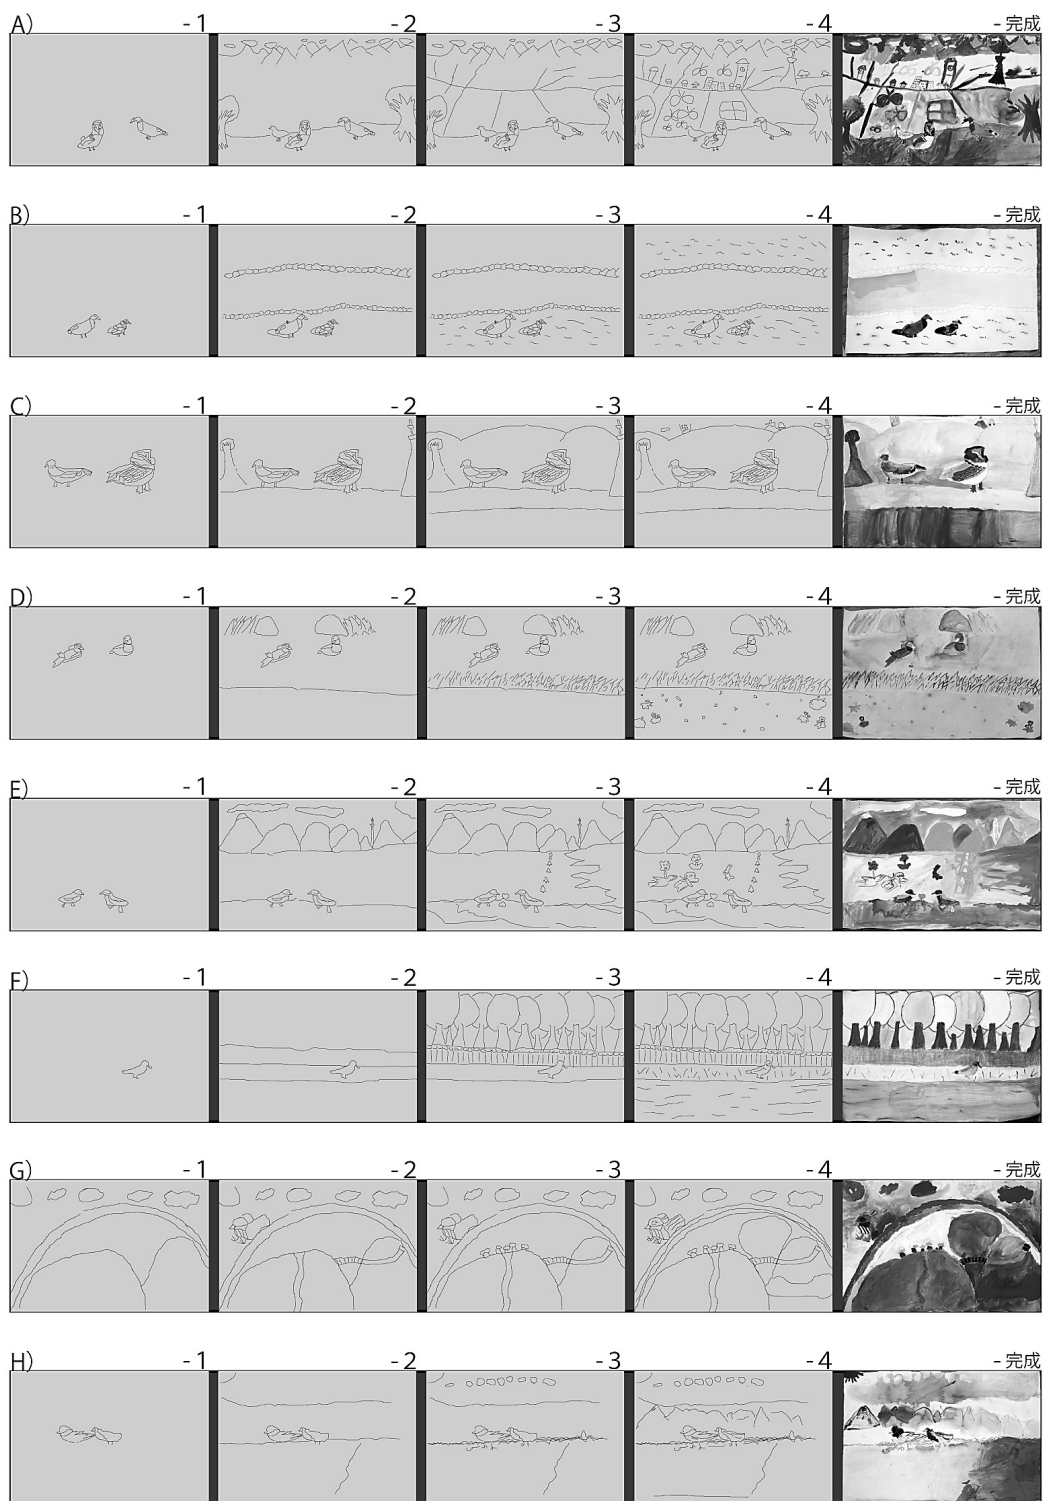 A) - 1 - 2 - 3 - 4 - 完成
B) - 1 - 2 - 3 - 4 - 完成
C) - 1 - 2 - 3 - 4 - 完成
D) - 1 - 2 - 3 - 4 - 完成
E) - 1 - 2 - 3 - 4 - 完成
F) - 1 - 2 - 3 - 4 - 完成
G) - 1 - 2 - 3 - 4 - 完成
H) - 1 - 2 - 3 - 4 - 完成